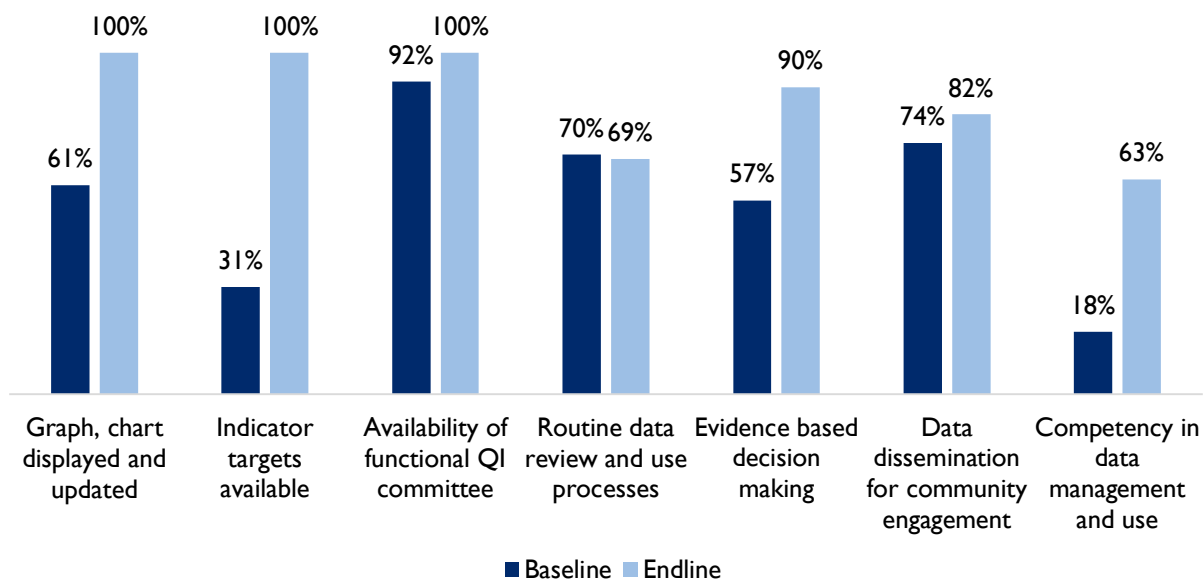 100%
100%
100%
92%
90%
82%
74%
70%
69%
63%
61%
57%
31%
18%
Graph, chart
displayed and
updated
Indicator
targets
available
Availability of
functional QI
committee
Routine data
review and use
processes
Evidence based
decision
making
Data
dissemination
for community
engagement
Competency in
data
management
and use
Baseline
Endline